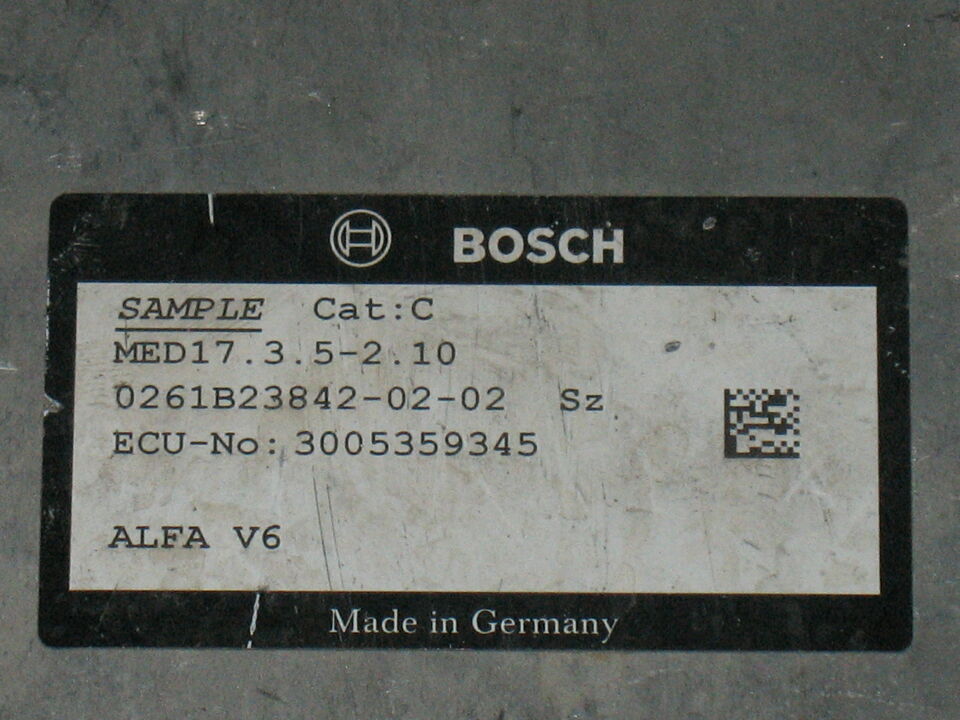 BOSCH
SAMPLE Cat:C
MED17.3.5-2.10
0261B23842-02-02 Sz
ECU-No:3005359345
ALFA V6
Made in Germany